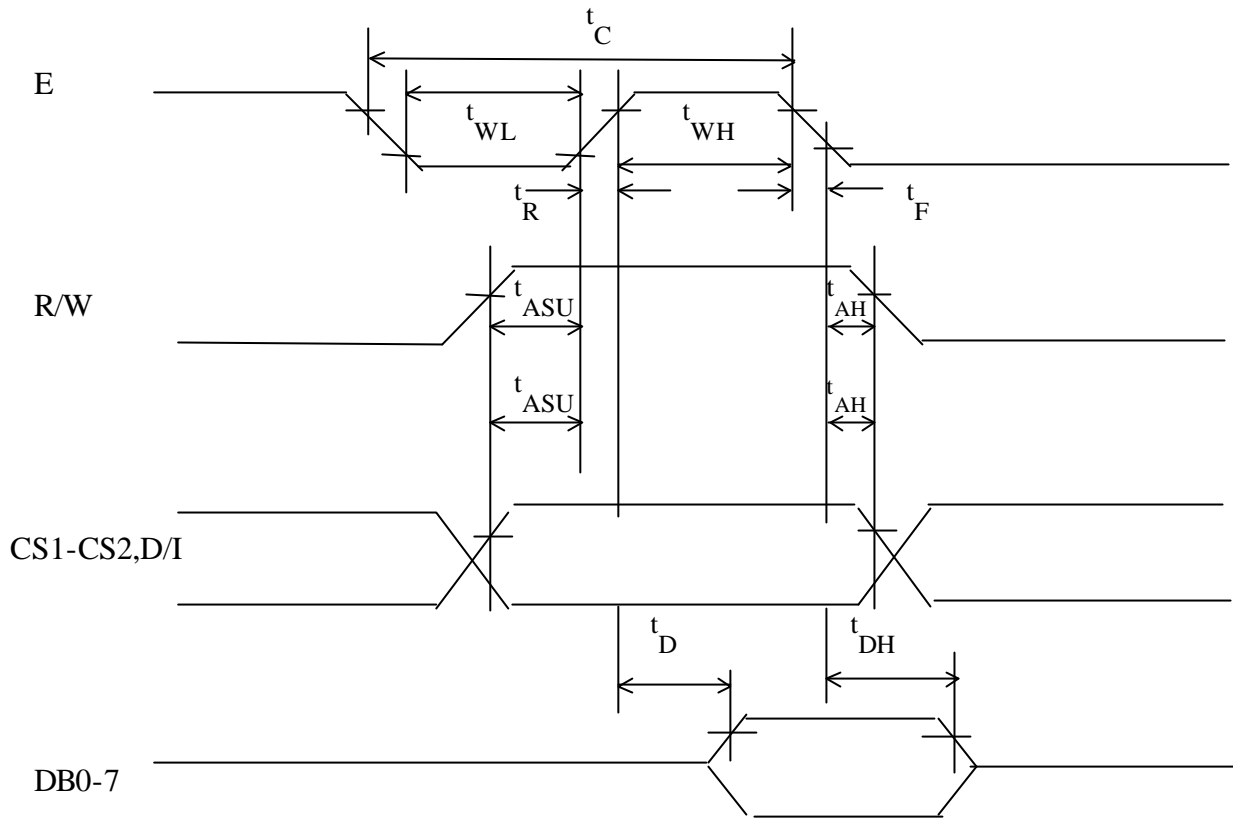 t C
E
t WL
t WH
t R
t F
R/W
t ASU
t AH
t ASU
t AH
CS1-CS2,D/I
t D
t DH
DB0-7